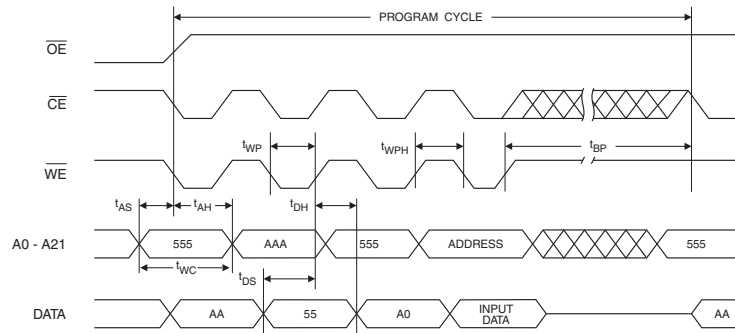 PROGRAM CYCLE
OE
CE
tWP
tWPH
tBP
WE
tAS
tAH
tDH
A0 - A21
555
AAA
555
ADDRESS
555
tWC
tDS
DATA
AA
55
A0
INPUT
DATA
AA